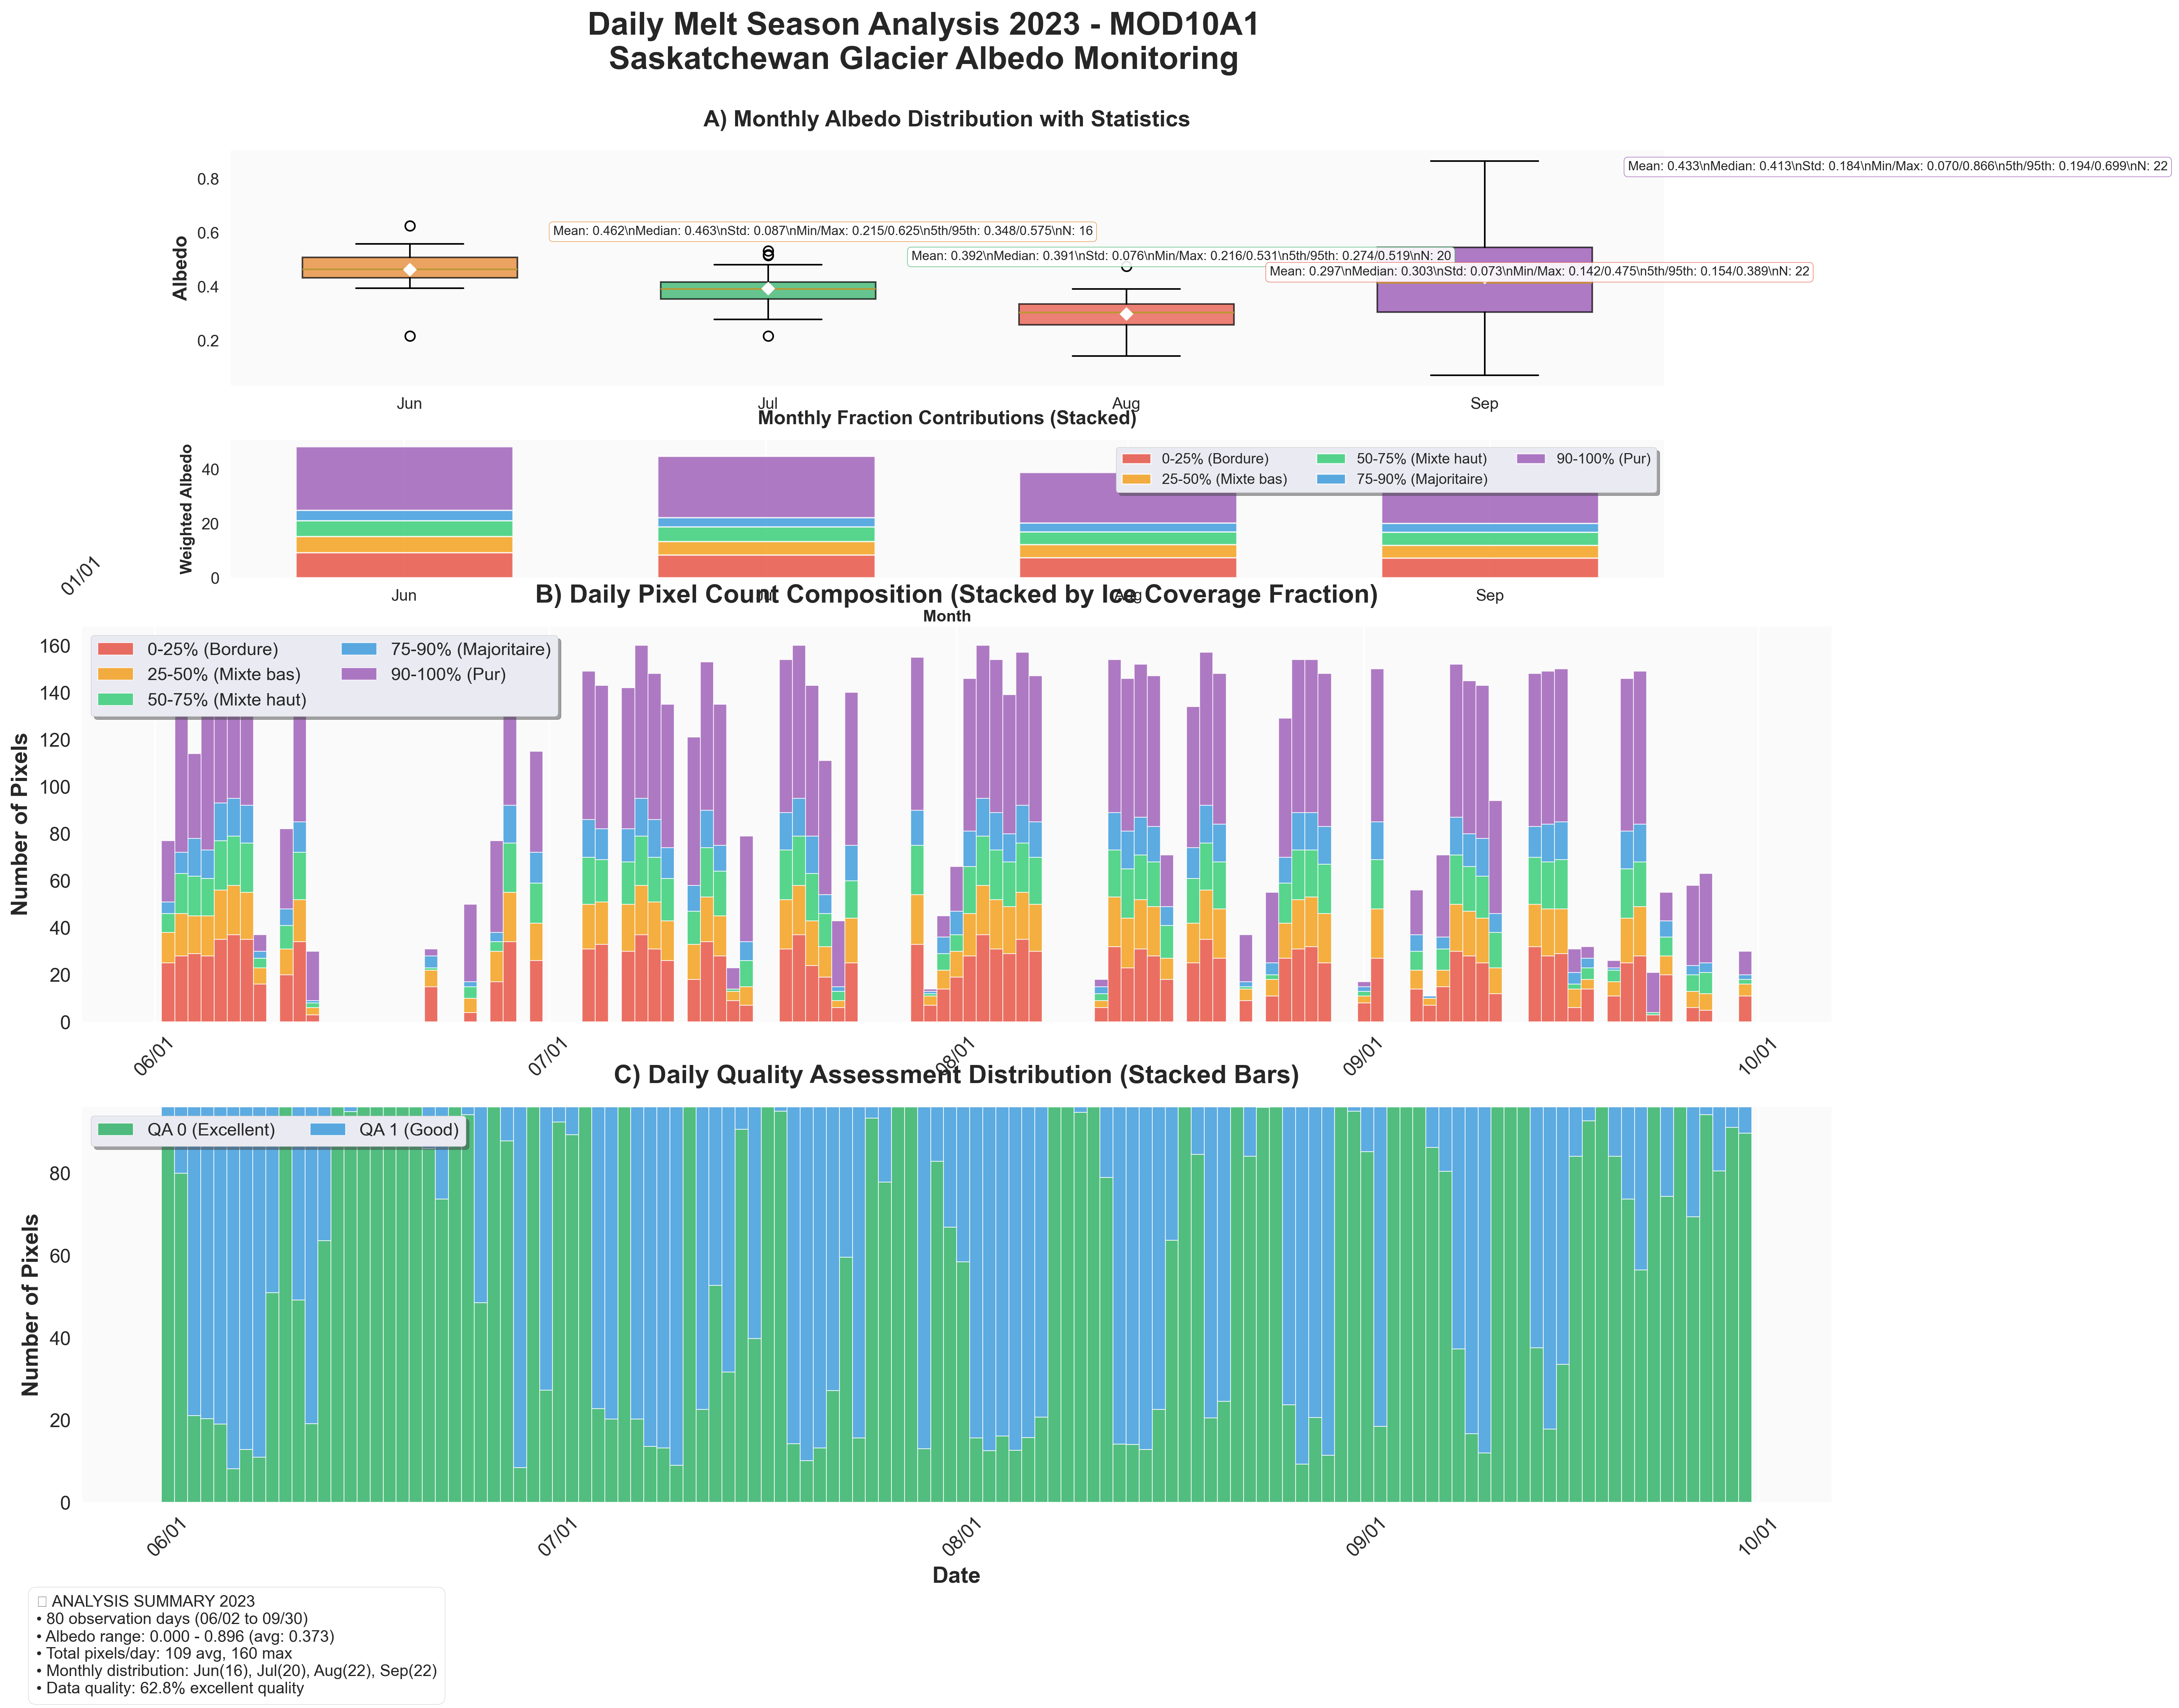 Daily Melt Season Analysis 2023 - MOD10A1
Saskatchewan Glacier Albedo Monitoring
A) Monthly Albedo Distribution with Statistics
Albedo
0.8
0.6
0.4
0.2
Mean: 0.433\nMedian: 0.413\nStd: 0.184\nMin/Max: 0.070/0.866\n5th/95th: 0.194/0.699\nN: 22
Mean: 0.462\nMedian: 0.463\nStd: 0.087\nMin/Max: 0.215/0.625\n5th/95th: 0.348/0.575\nN: 16
Mean: 0.392\nMedian: 0.391\nStd: 0.076\nMin/Max: 0.216/0.531\n5th/95th: 0.274/0.519\nN: 20
Mean: 0.297\nMedian: 0.303\nStd: 0.073\nMin/Max: 0.142/0.475\n5th/95th: 0.154/0.389\nN: 22
Jun Jul Aug Sep
Monthly Fraction Contributions (Stacked)
Weighted Albedo
40
20
0
0-25% (Bordure) 50-75% (Mixte haut) 90-100% (Pur)
25-50% (Mixte bas) 75-90% (Majoritaire)
01/01
Jun Jul Aug Sep
Month
B) Daily Pixel Count Composition (Stacked by Ice Coverage Fraction)
Number of Pixels
160
140
120
100
80
60
40
20
0
0-25% (Bordure) 75-90% (Majoritaire)
25-50% (Mixte bas) 90-100% (Pur)
50-75% (Mixte haut)
06/01 07/01 08/01 09/01 10/01
C) Daily Quality Assessment Distribution (Stacked Bars)
Number of Pixels
80
60
40
20
0
QA 0 (Excellent) QA 1 (Good)
06/01 07/01 08/01 09/01 10/01
Date
ANALYSIS SUMMARY 2023
• 80 observation days (06/02 to 09/30)
• Albedo range: 0.000 - 0.896 (avg: 0.373)
• Total pixels/day: 109 avg, 160 max
• Monthly distribution: Jun(16), Jul(20), Aug(22), Sep(22)
• Data quality: 62.8% excellent quality